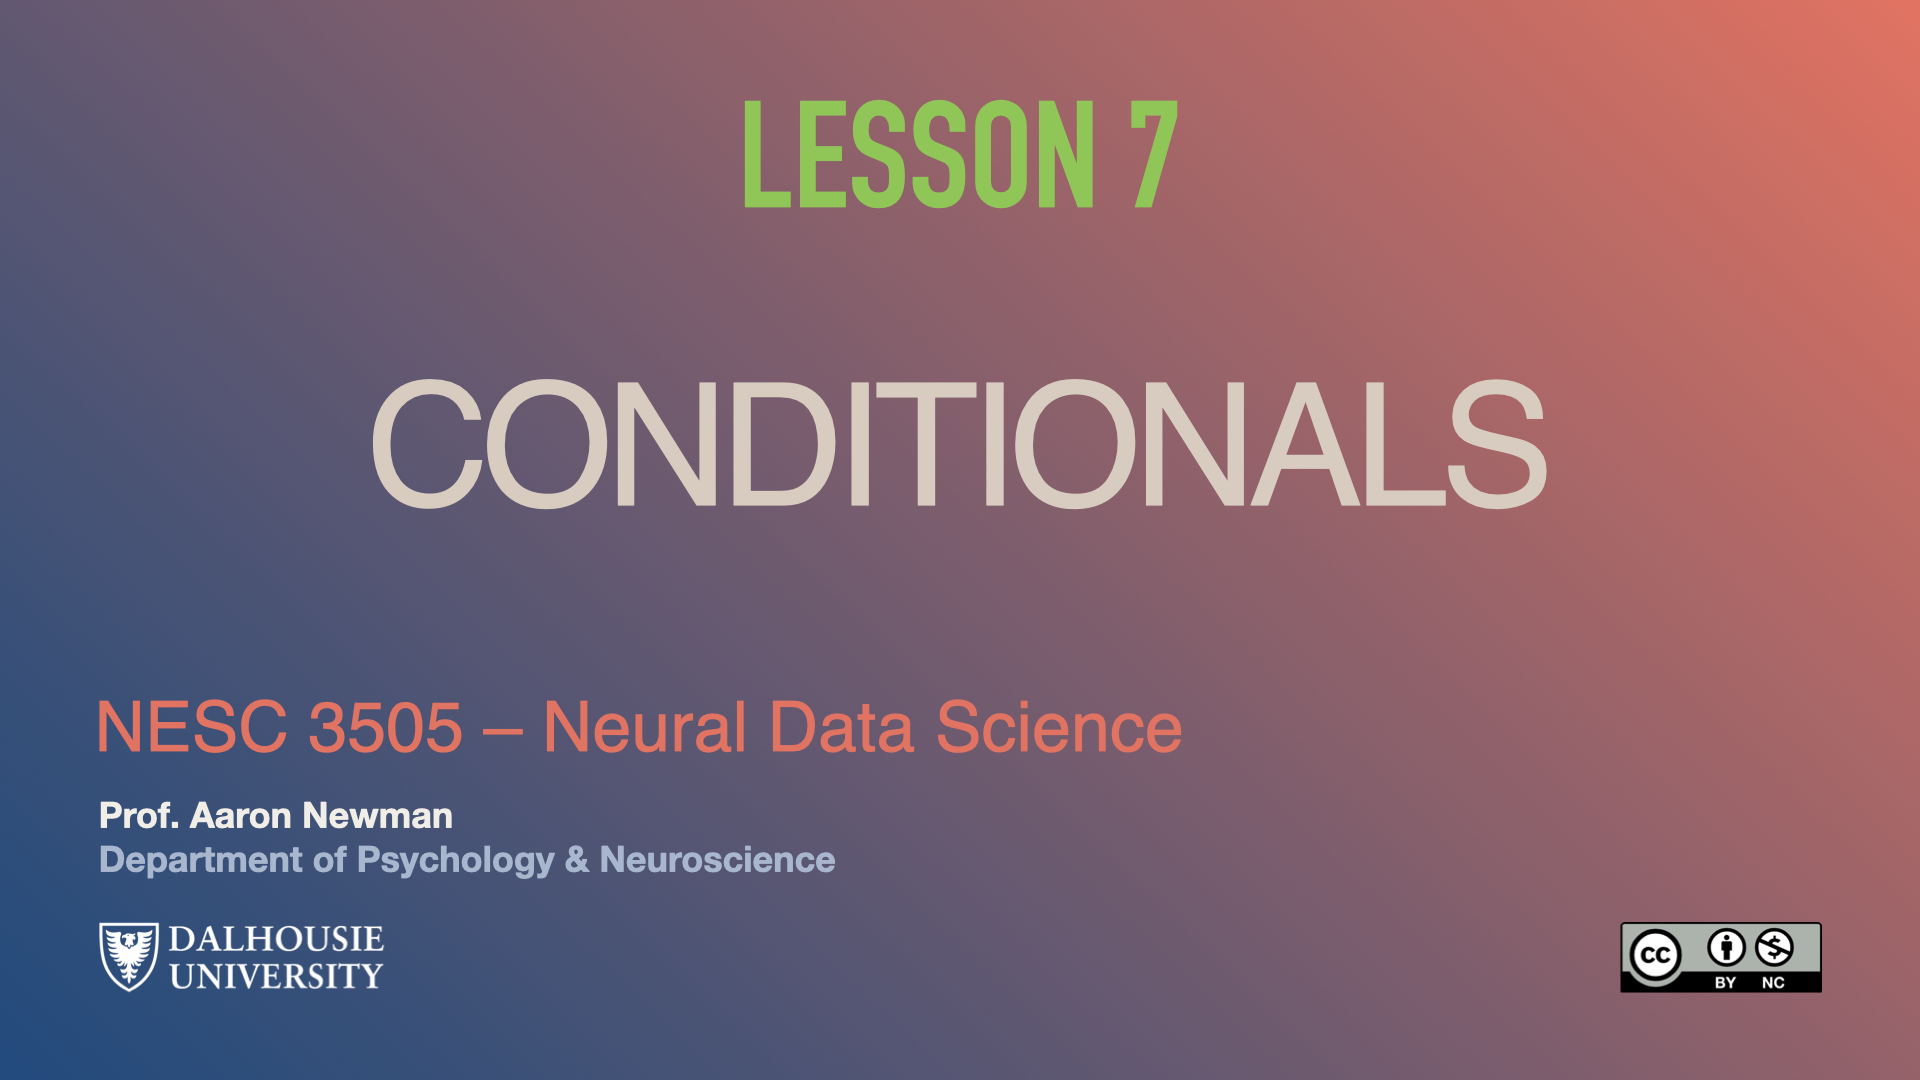 LESSON 7
CONDITIONALS
NESC 3505 – Neural Data Science
Prof. Aaron Newman
Department of Psychology & Neuroscience
DALHOUSIE
UNIVERSITY
CC
BY NC